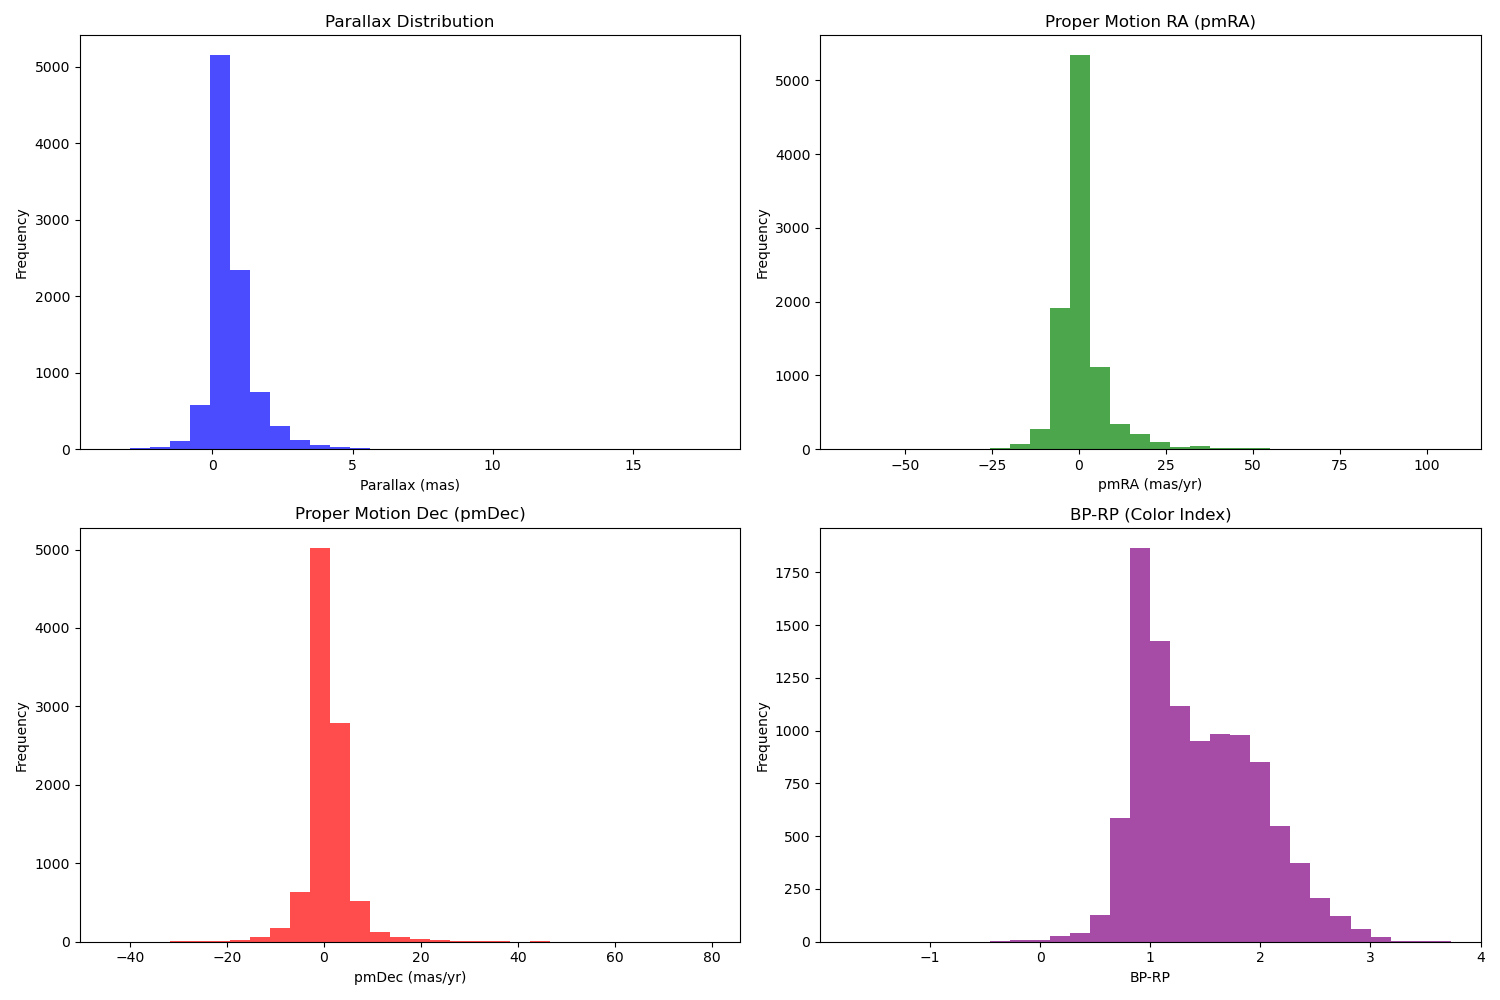 Parallax Distribution
Frequency
5000
4000
3000
2000
1000
0
0 5 10 15
Parallax (mas)
Proper Motion RA (pmRA)
Frequency
5000
4000
3000
2000
1000
0
−50 −25 0 25 50 75 100
pmRA (mas/yr)
Proper Motion Dec (pmDec)
Frequency
5000
4000
3000
2000
1000
0
−40 −20 0 20 40 60 80
pmDec (mas/yr)
BP-RP (Color Index)
Frequency
1750
1500
1250
1000
750
500
250
0
−1 0 1 2 3 4
BP-RP